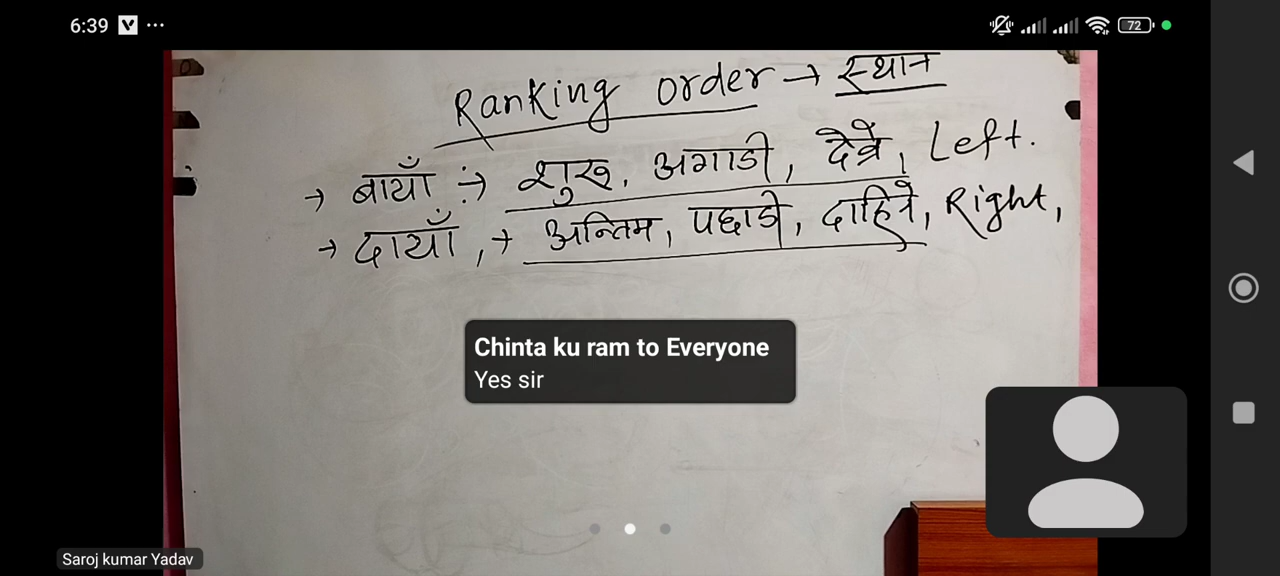 6:39
72
Ranking order → स्थान
→ बायाँ → शुरु, अगाडी, देव्रे, Left.
→ दायाँ, → अन्तिम, पछाडी, दाहिने, Right,
Chinta ku ram to Everyone
Yes sir
Saroj kumar Yadav